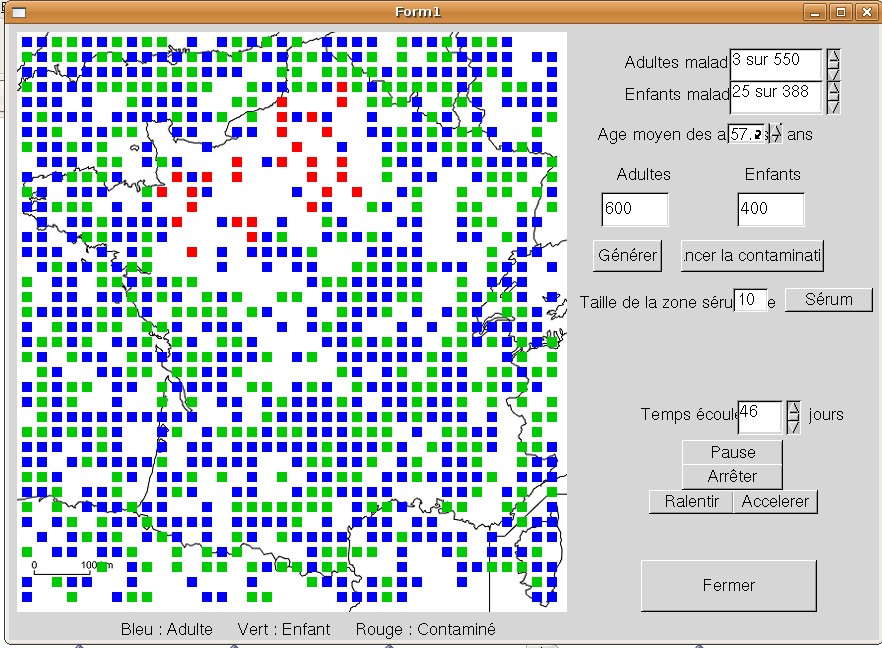 Form1
Adultes malad 3 sur 550
Enfants malad 25 sur 388
Age moyen des a 57. ans
Adultes Enfants
600 400
Générer ncer la contaminati
Taille de la zone séru 10 e Sérum
Temps écoul 46 jours
Pause
Arrêter
Ralentir Accelerer
Fermer
0 100
Bleu : Adulte Vert : Enfant Rouge : Contaminé